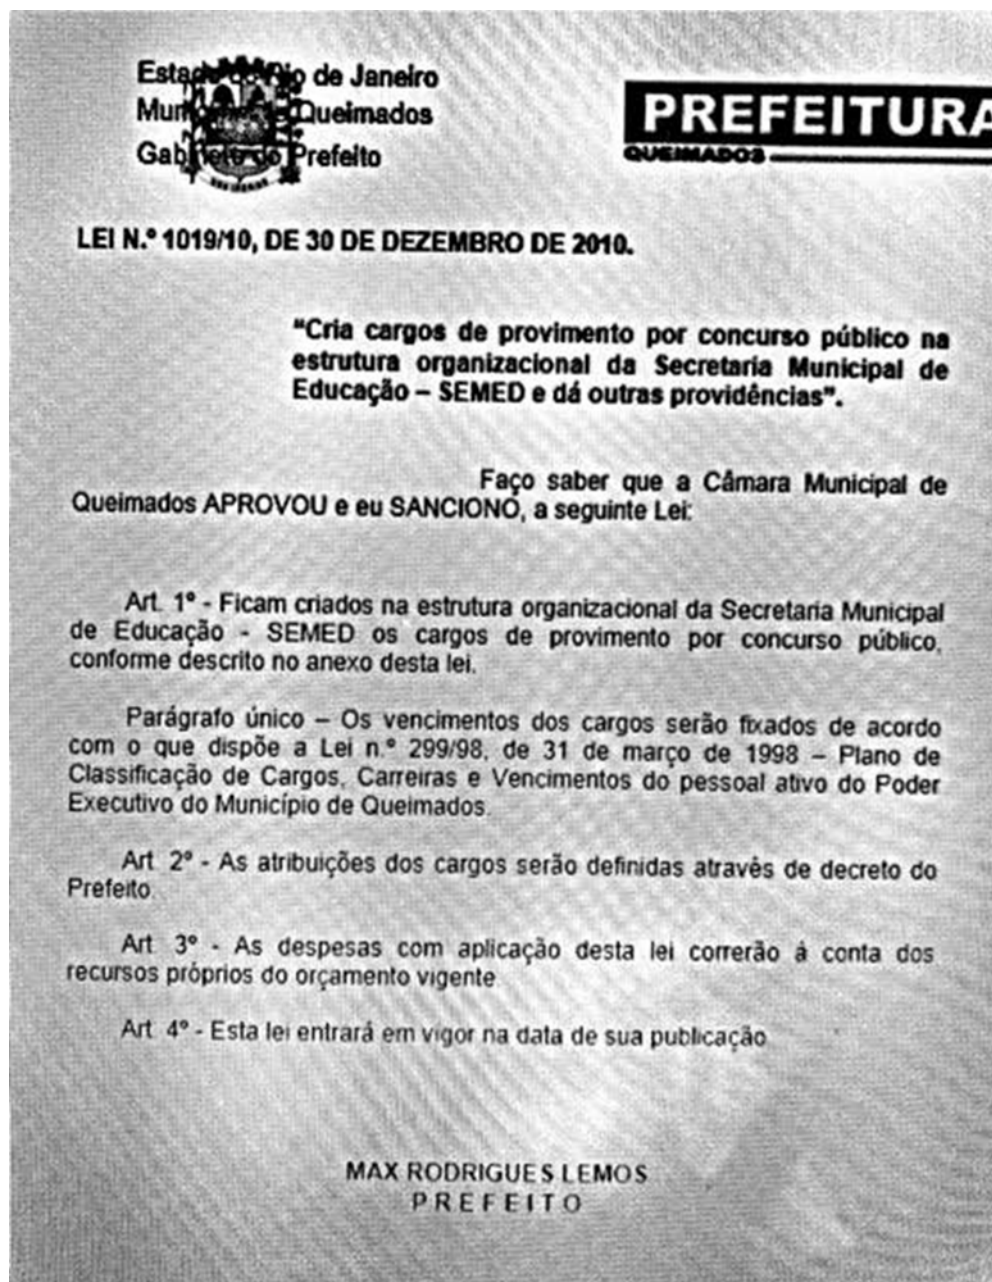 Estado do Rio de Janeiro
Município de Queimados
Gabinete do Prefeito
PREFEITURA
QUEIMADOS
LEI N.º 1019/10, DE 30 DE DEZEMBRO DE 2010.
"Cria cargos de provimento por concurso público na
estrutura organizacional da Secretaria Municipal de
Educação – SEMED e dá outras providências".
Faço saber que a Câmara Municipal de
Queimados APROVOU e eu SANCIONO, a seguinte Lei:
Art. 1º - Ficam criados na estrutura organizacional da Secretaria Municipal
de Educação - SEMED os cargos de provimento por concurso público,
conforme descrito no anexo desta lei.
Parágrafo único – Os vencimentos dos cargos serão fixados de acordo
com o que dispõe a Lei n.º 299/98, de 31 de março de 1998 – Plano de
Classificação de Cargos, Carreiras e Vencimentos do pessoal ativo do Poder
Executivo do Município de Queimados.
Art 2º - As atribuições dos cargos serão definidas através de decreto do
Prefeito.
Art 3º - As despesas com aplicação desta lei correrão á conta dos
recursos próprios do orçamento vigente
Art 4º - Esta lei entrará em vigor na data de sua publicação
MAX RODRIGUES LEMOS
PREFEITO